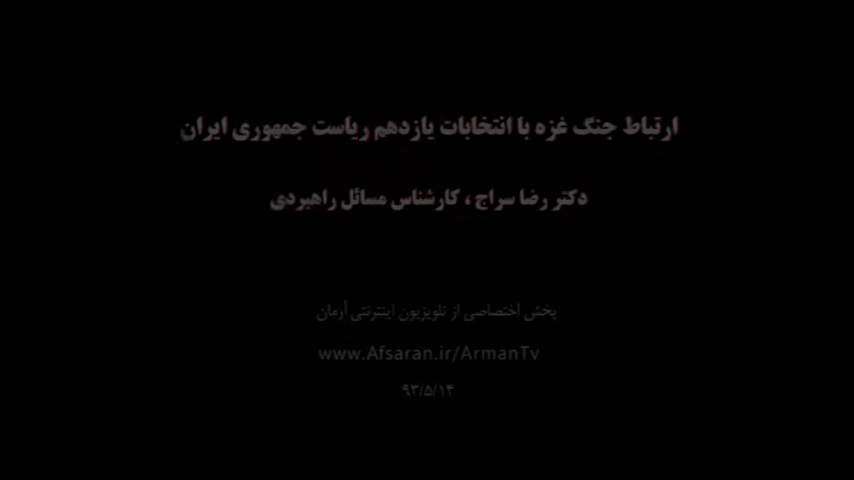 ارتباط جنگ غزه با انتخابات یازدهم ریاست جمهوری ایران
دکتر رضا سراج ، کارشناس مسائل راهبردی
پخش اختصاصی از تلویزیون اینترنتی آرمان
www.Afsaran.ir/ArmanTv
۹۳/۵/۱۴